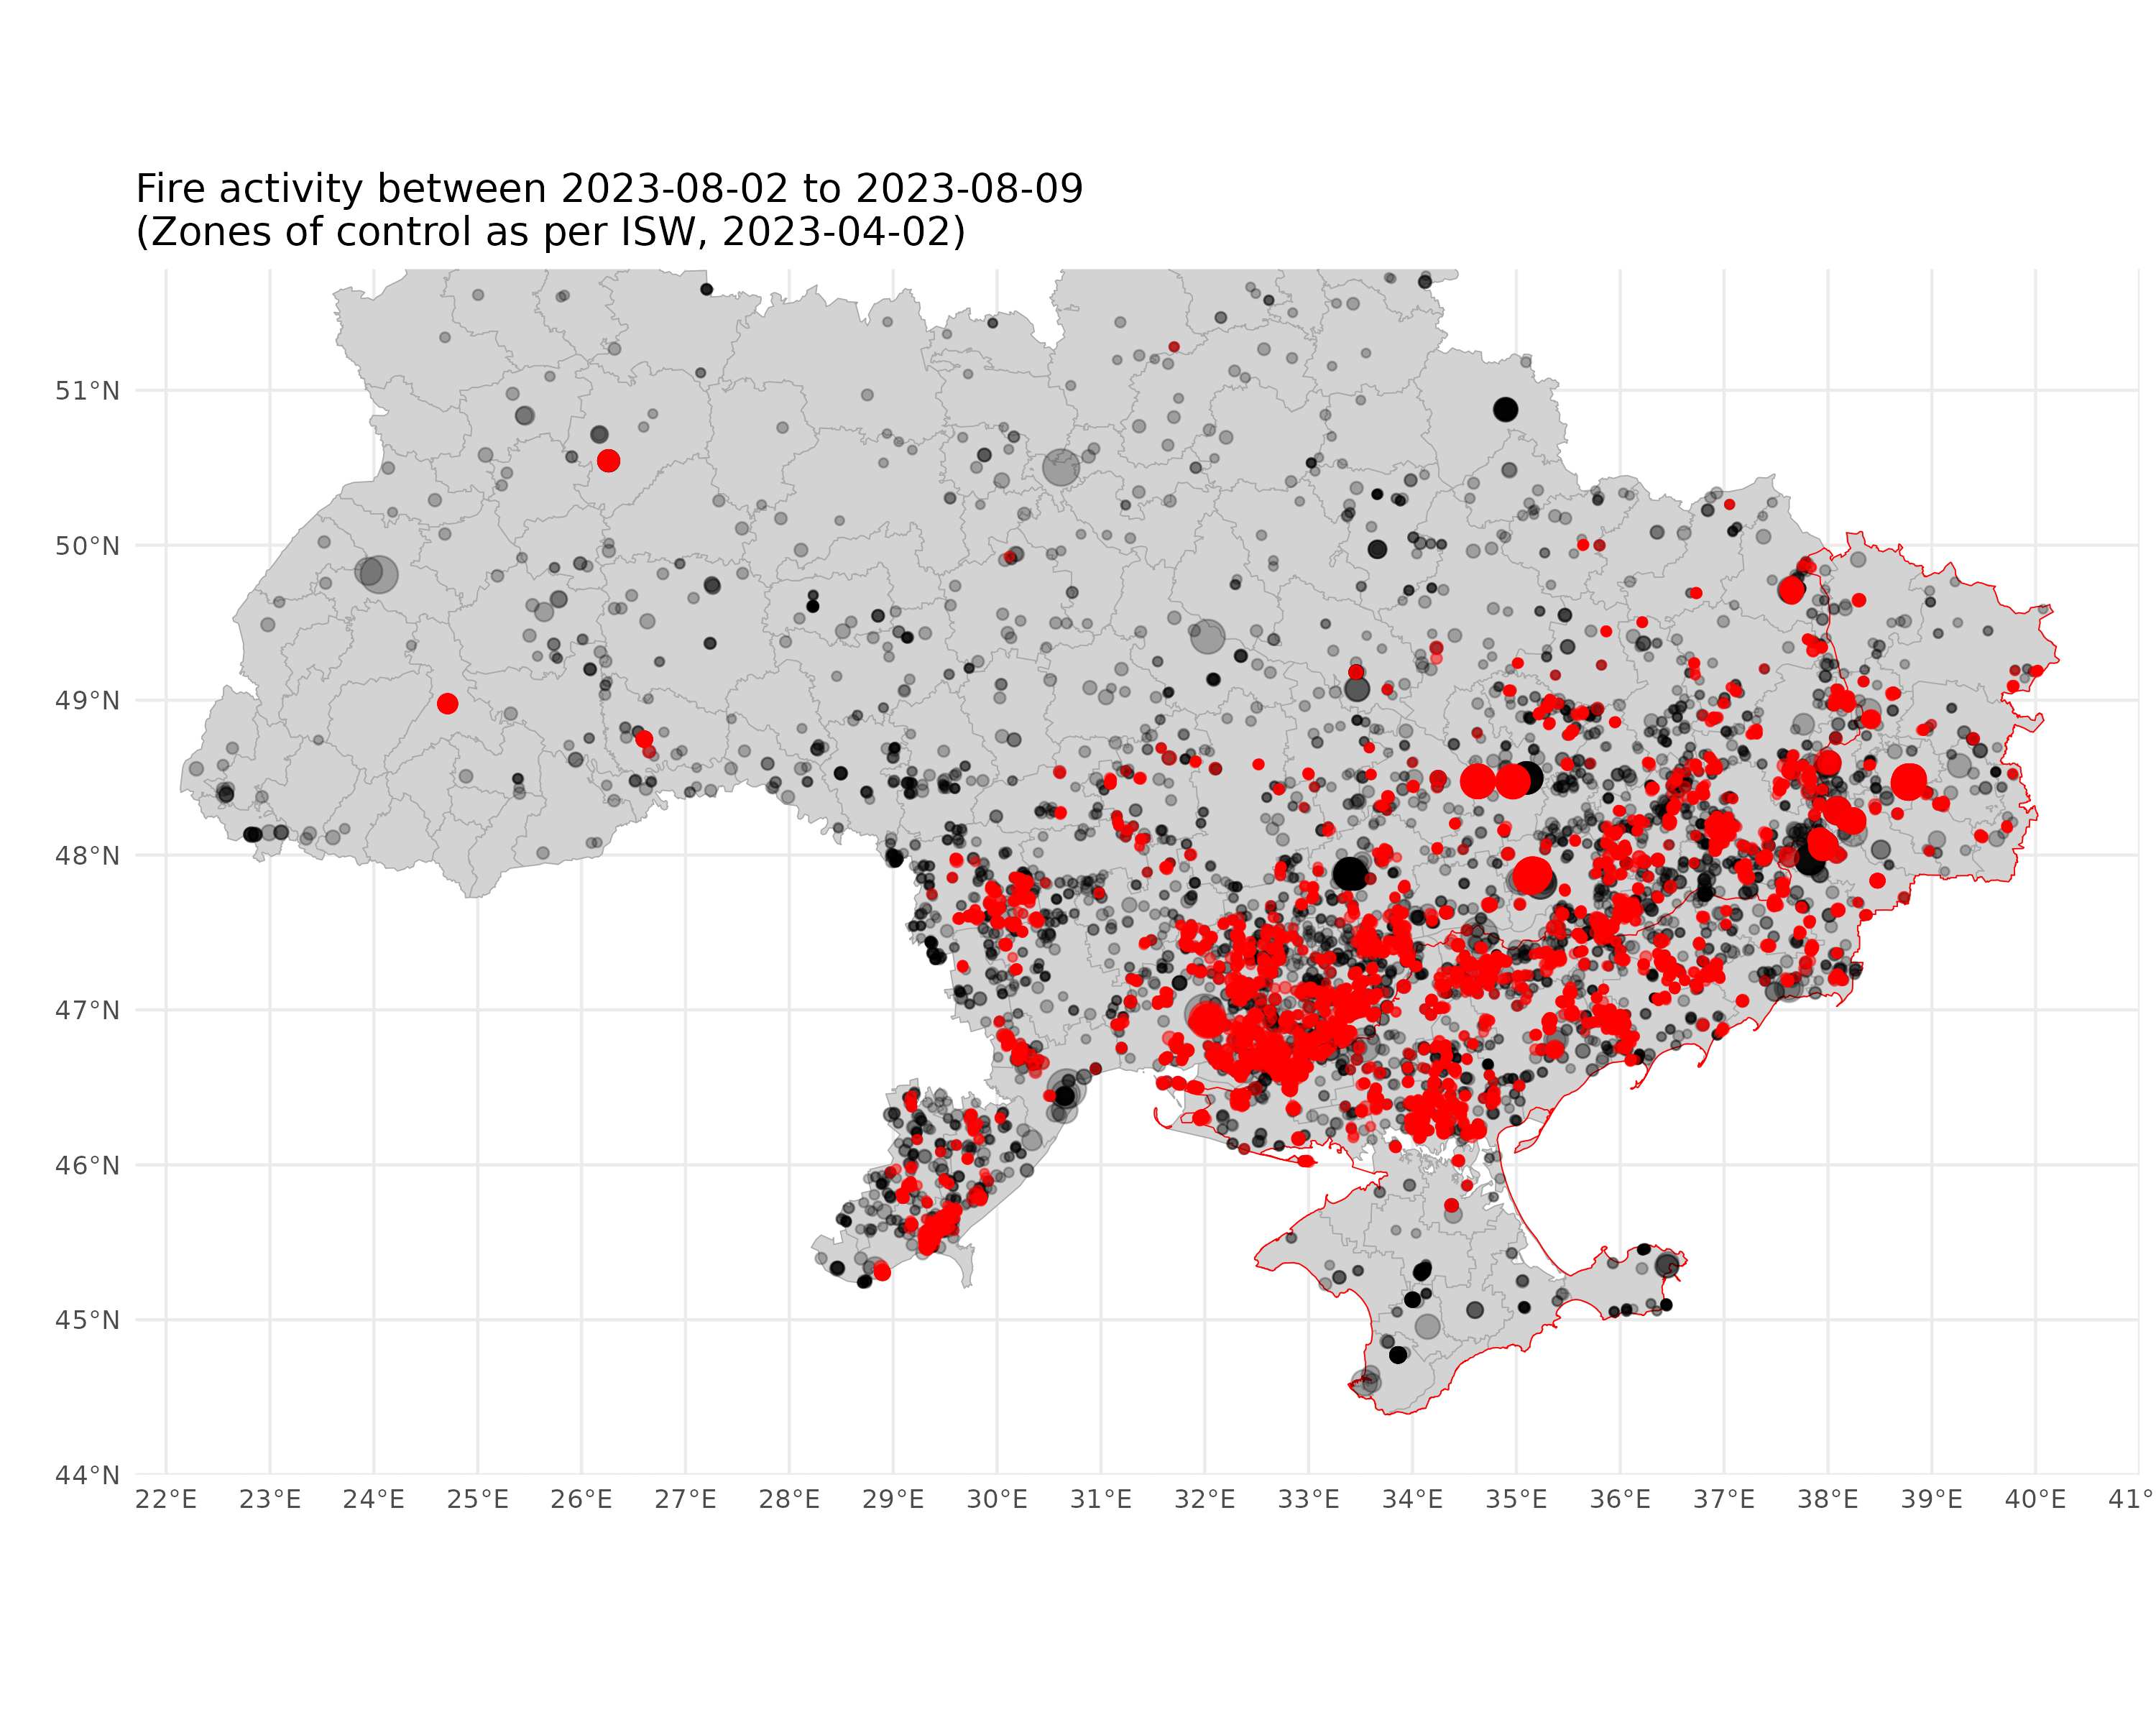 Fire activity between 2023-08-02 to 2023-08-09
(Zones of control as per ISW, 2023-04-02)
51°N
50°N
49°N
48°N
47°N
46°N
45°N
44°N
22°E 23°E 24°E 25°E 26°E 27°E 28°E 29°E 30°E 31°E 32°E 33°E 34°E 35°E 36°E 37°E 38°E 39°E 40°E 41°